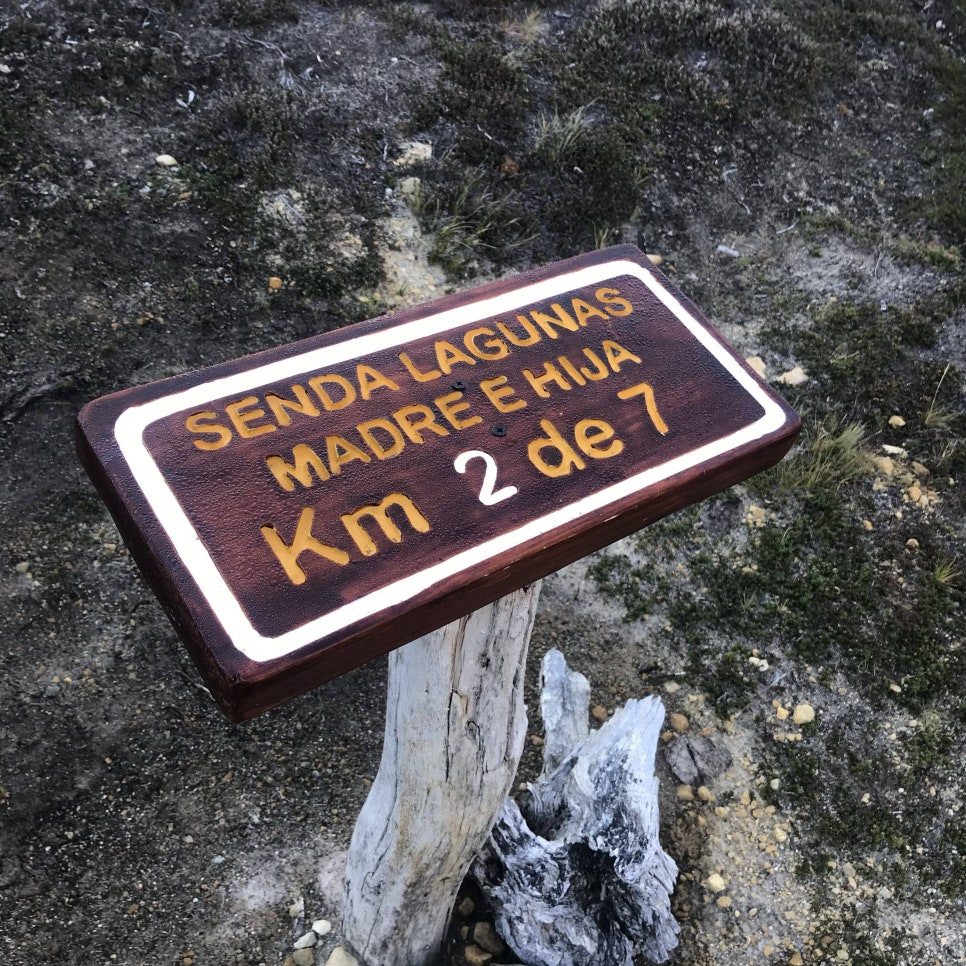 SENDA LAGUNAS
MADRE E HIJA
Km 2 de 7